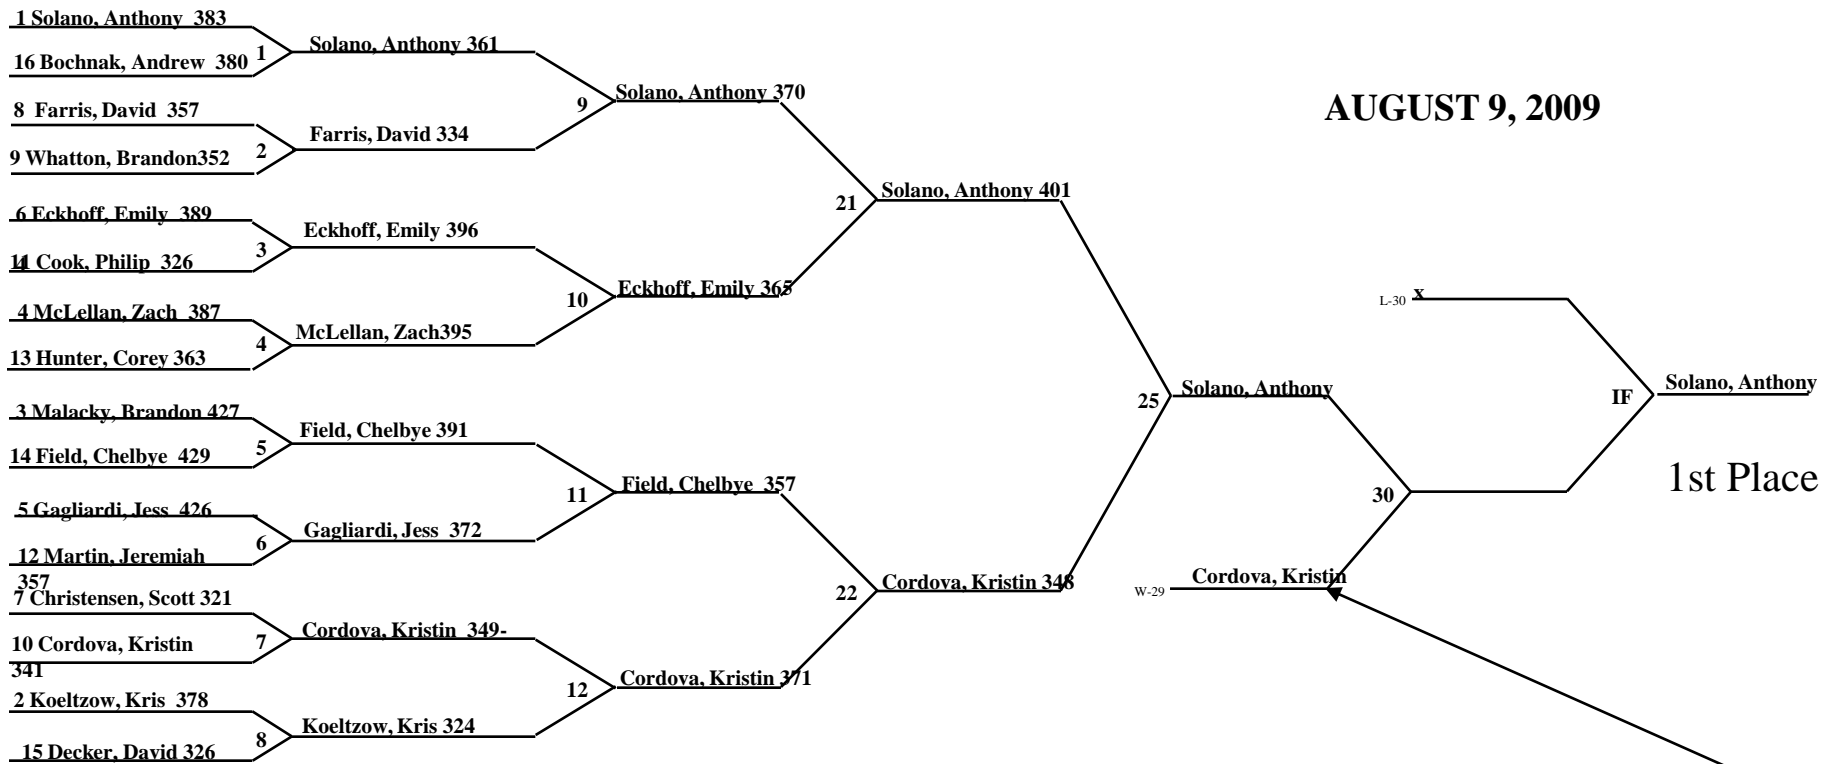 1 Solano, Anthony 383
1
16 Bochnak, Andrew 380
Solano, Anthony 361
8 Farris, David 357
2
9 Whatton, Brandon352
Farris, David 334
9
Solano, Anthony 370
6 Eckhoff, Emily 389
3
11 Cook, Philip 326
Eckhoff, Emily 396
4 McLellan, Zach 387
4
13 Hunter, Corey 363
McLellan, Zach395
10
Eckhoff, Emily 365
21
Solano, Anthony 401
3 Malacky, Brandon 427
5
14 Field, Chelbye 429
Field, Chelbye 391
5 Gagliardi, Jess 426
6
12 Martin, Jeremiah
357
Gagliardi, Jess 372
11
Field, Chelbye 357
7 Christensen, Scott 321
7
10 Cordova, Kristin
341
Cordova, Kristin 349-
2 Koeltzow, Kris 378
8
15 Decker, David 326
Koeltzow, Kris 324
12
Cordova, Kristin 371
22
Cordova, Kristin 348
25
Solano, Anthony
30
W-29
Cordova, Kristin
AUGUST 9, 2009
L-30 x
IF
Solano, Anthony
1st Place